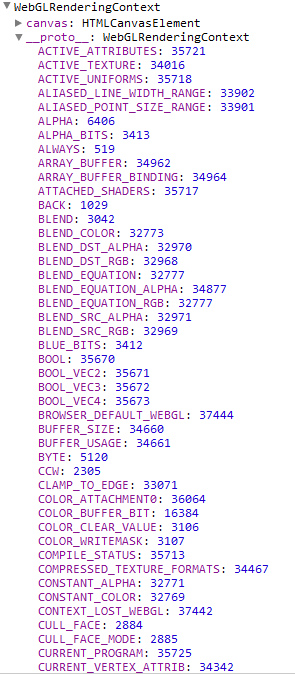 WebGLRenderingContext
canvas: HTMLCanvasElement
__proto__: WebGLRenderingContext
ACTIVE_ATTRIBUTES: 35721
ACTIVE_TEXTURE: 34016
ACTIVE_UNIFORMS: 35718
ALIASED_LINE_WIDTH_RANGE: 33902
ALIASED_POINT_SIZE_RANGE: 33901
ALPHA: 6406
ALPHA_BITS: 3413
ALWAYS: 519
ARRAY_BUFFER: 34962
ARRAY_BUFFER_BINDING: 34964
ATTACHED_SHADERS: 35717
BACK: 1029
BLEND: 3042
BLEND_COLOR: 32773
BLEND_DST_ALPHA: 32970
BLEND_DST_RGB: 32968
BLEND_EQUATION: 32777
BLEND_EQUATION_ALPHA: 34877
BLEND_EQUATION_RGB: 32777
BLEND_SRC_ALPHA: 32971
BLEND_SRC_RGB: 32969
BLUE_BITS: 3412
BOOL: 35670
BOOL_VEC2: 35671
BOOL_VEC3: 35672
BOOL_VEC4: 35673
BROWSER_DEFAULT_WEBGL: 37444
BUFFER_SIZE: 34660
BUFFER_USAGE: 34661
BYTE: 5120
CCW: 2305
CLAMP_TO_EDGE: 33071
COLOR_ATTACHMENT0: 36064
COLOR_BUFFER_BIT: 16384
COLOR_CLEAR_VALUE: 3106
COLOR_WRITEMASK: 3107
COMPILE_STATUS: 35713
COMPRESSED_TEXTURE_FORMATS: 34467
CONSTANT_ALPHA: 32771
CONSTANT_COLOR: 32769
CONTEXT_LOST_WEBGL: 37442
CULL_FACE: 2884
CULL_FACE_MODE: 2885
CURRENT_PROGRAM: 35725
CURRENT_VERTEX_ATTRIB: 34342